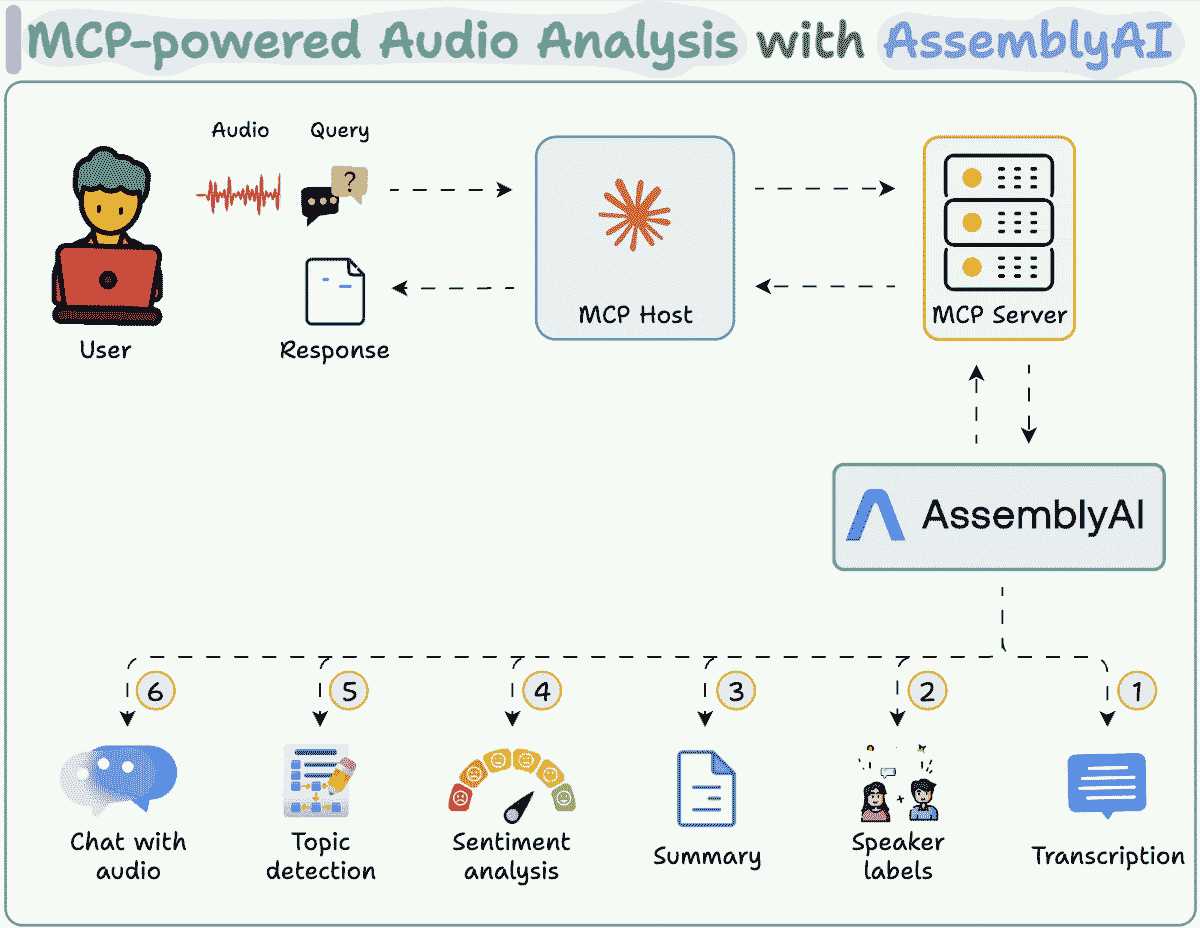 MCP-powered Audio Analysis with AssemblyAI
Audio
Query
?
MCP Host
MCP Server
User
Response
AssemblyAI
6
5
4
3
2
1
Chat with
audio
Topic
detection
Sentiment
analysis
Summary
Speaker
labels
Transcription